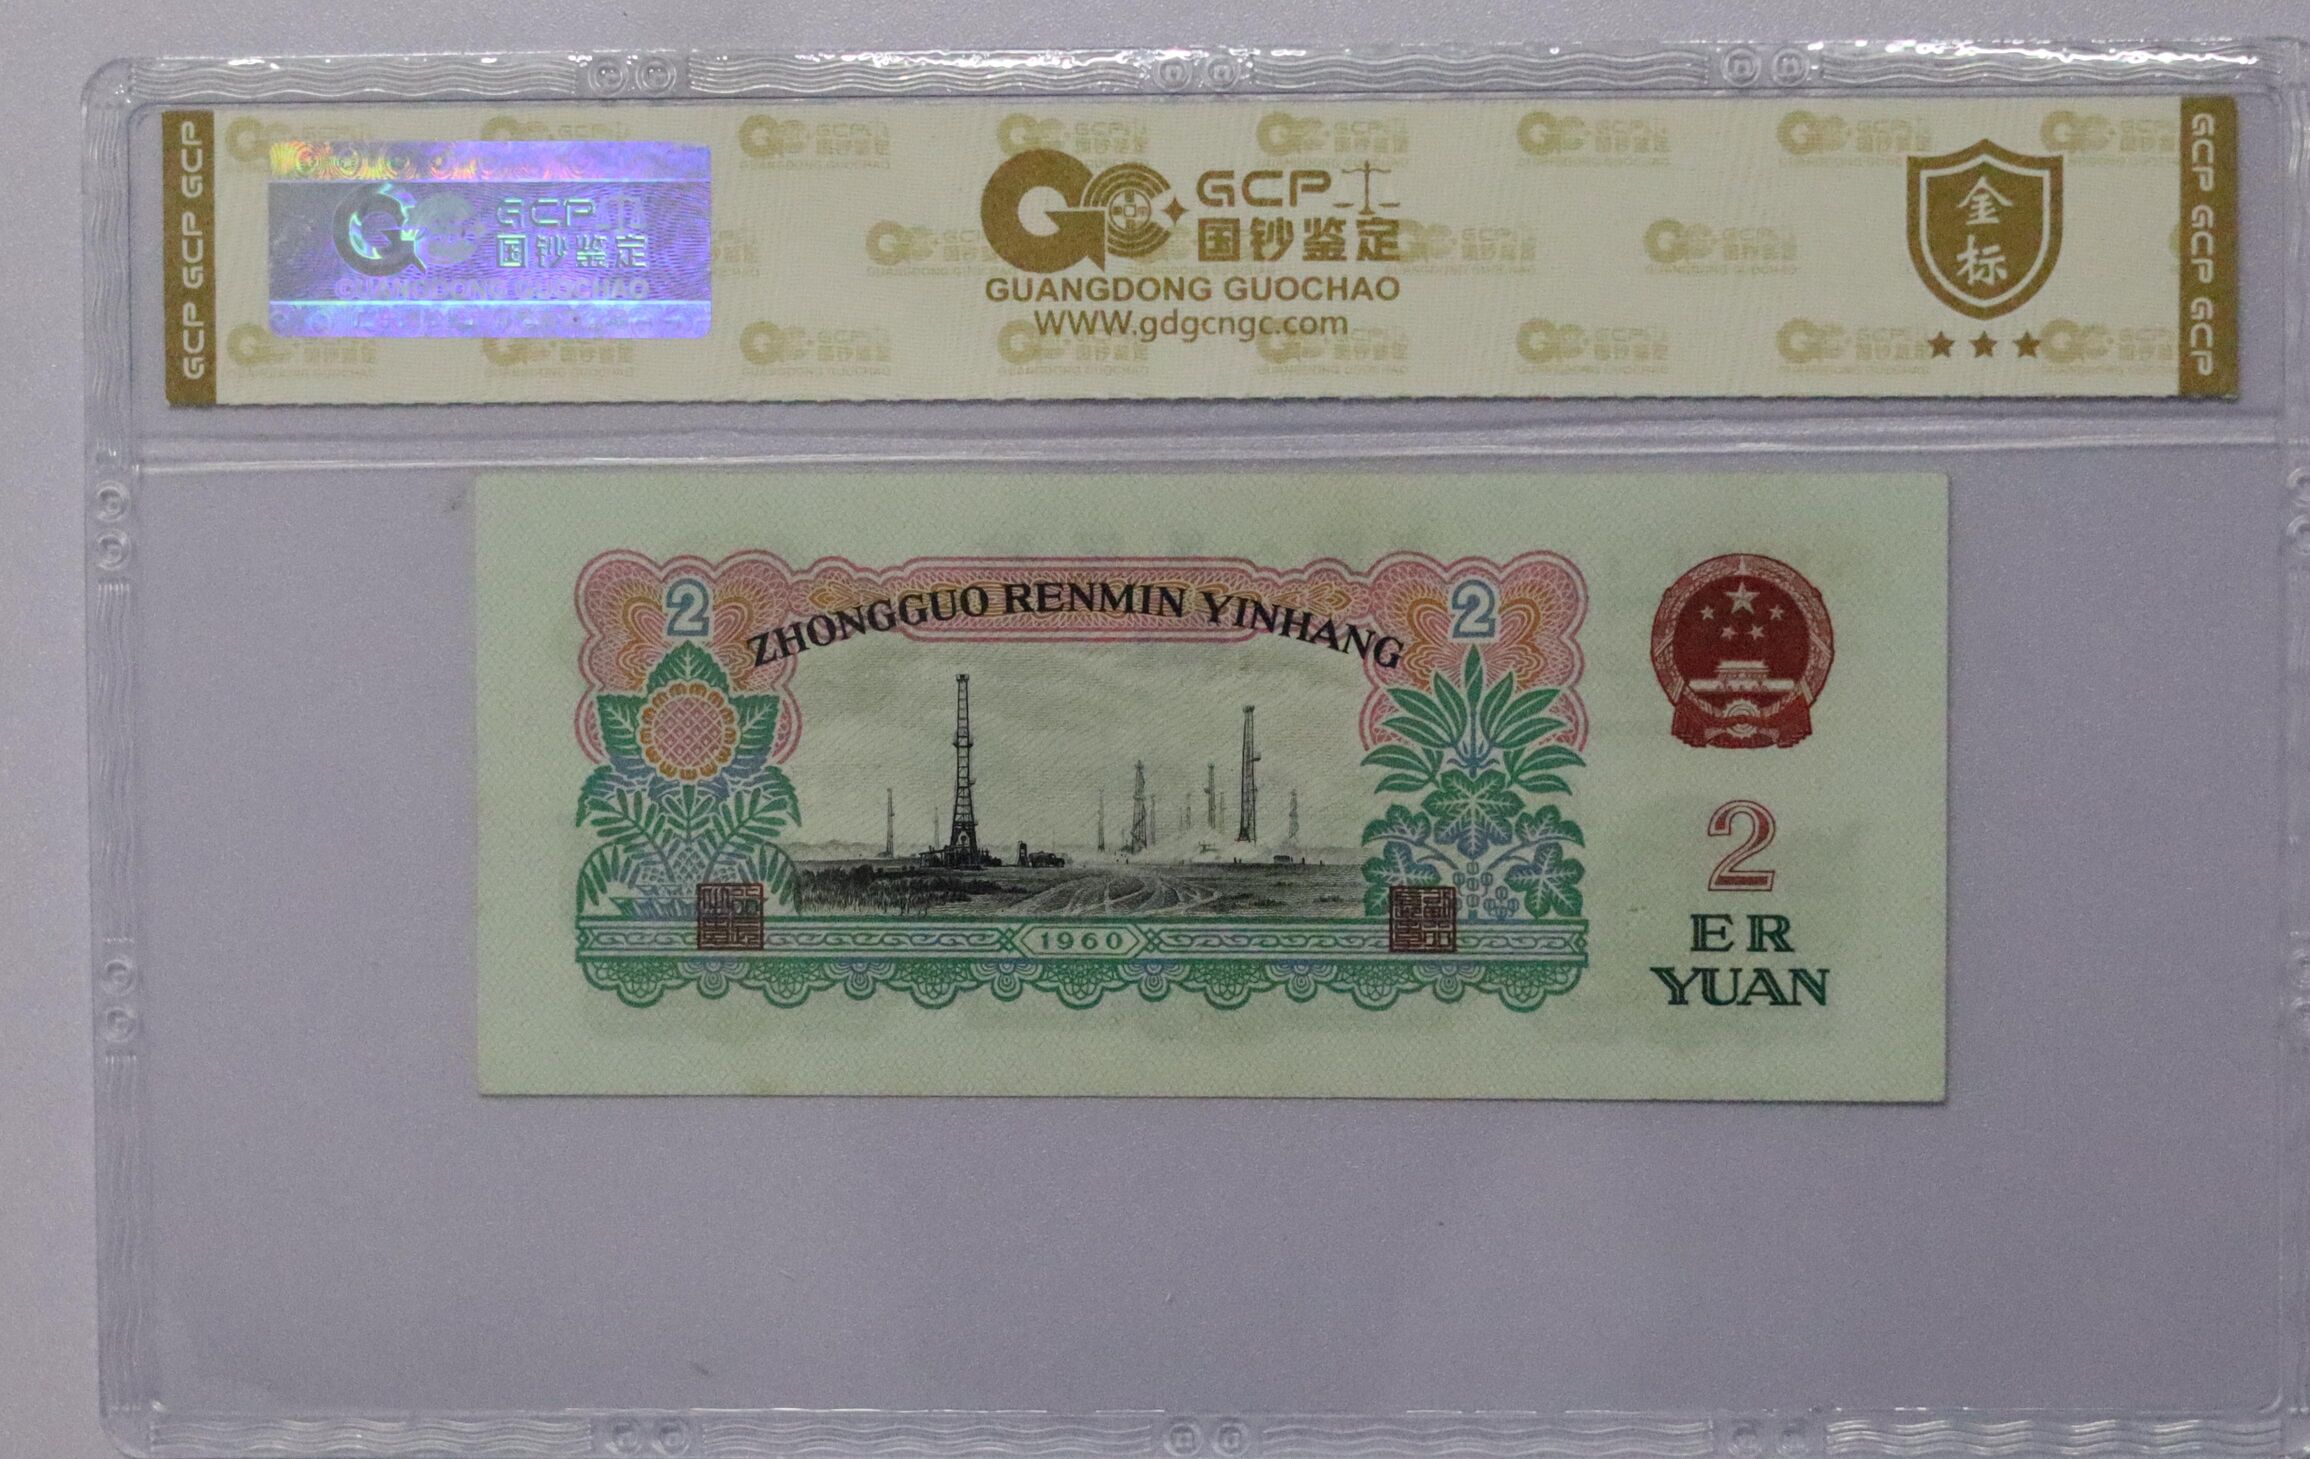 GCP GCP GCP
GCP
国钞鉴定
GUANGDONG GUOCHAO
GCP
国钞鉴定
GUANGDONG GUOCHAO
WWW.gdgcngc.com
金
标
GCP GCP GCP
2
ZHONGGUO RENMIN YINHANG
2
1960
2
ER
YUAN